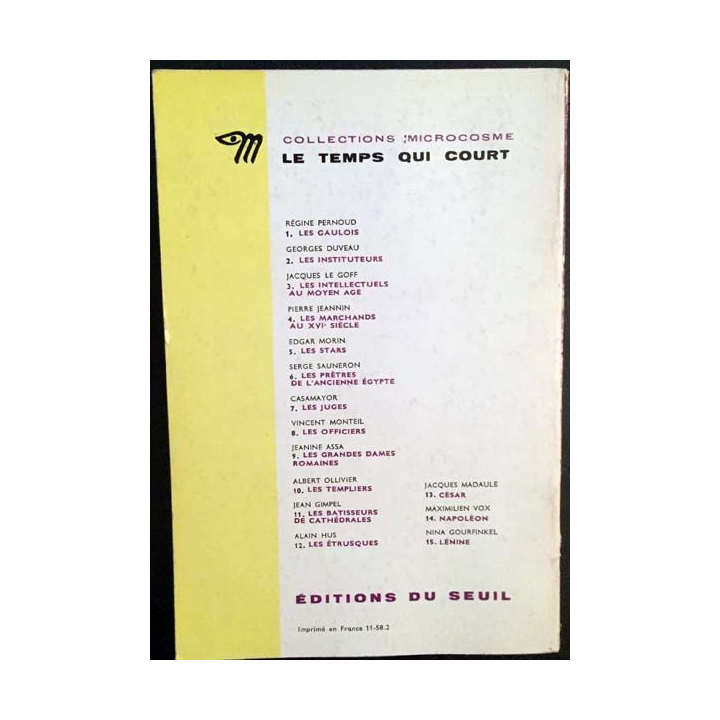 COLLECTIONS ;MICROCOSME
LE TEMPS QUI COURT
RÉGINE PERNOUD
1. LES GAULOIS
GEORGES DUVEAU
2. LES INSTITUTEURS
JACQUES LE GOFF
3. LES INTELLECTUELS
AU MOYEN AGE
PIERRE JEANNIN
4. LES MARCHANDS
AU XVIe SIÈCLE
EDGAR MORIN
5. LES STARS
SERGE SAUNERON
6. LES PRÊTRES
DE L'ANCIENNE ÉGYPTE
CASAMAYOR
7. LES JUGES
VINCENT MONTEIL
8. LES OFFICIERS
JEANINE ASSA
9. LES GRANDES DAMES
ROMAINES
ALBERT OLLIVIER
10. LES TEMPLIERS
JEAN GIMPEL
11. LES BATISSEURS
DE CATHÉDRALES
ALAIN HUS
12. LES ÉTRUSQUES
JACQUES MADAULE
13. CÉSAR
MAXIMILIEN VOX
14. NAPOLÉON
NINA GOURFINKEL
15. LÉNINE
ÉDITIONS DU SEUIL
Imprimé en France 11-58.2